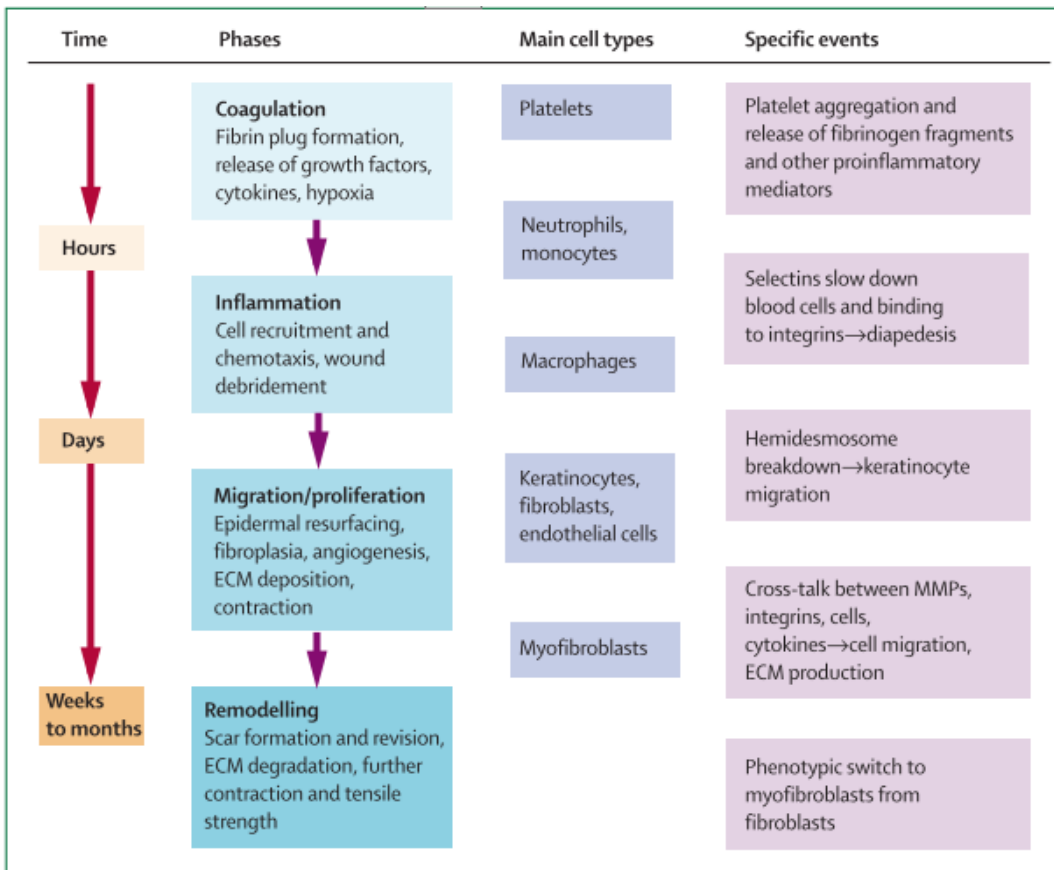 Time
Phases
Main cell types
Specific events
Hours
Days
Weeks
to months
Coagulation
Fibrin plug formation,
release of growth factors,
cytokines, hypoxia
Inflammation
Cell recruitment and
chemotaxis, wound
debridement
Migration/proliferation
Epidermal resurfacing,
fibroplasia, angiogenesis,
ECM deposition,
contraction
Remodelling
Scar formation and revision,
ECM degradation, further
contraction and tensile
strength
Platelets
Neutrophils,
monocytes
Macrophages
Keratinocytes,
fibroblasts,
endothelial cells
Myofibroblasts
Platelet aggregation and
release of fibrinogen fragments
and other proinflammatory
mediators
Selectins slow down
blood cells and binding
to integrins→diapedesis
Hemidesmosome
breakdown→keratinocyte
migration
Cross-talk between MMPs,
integrins, cells,
cytokines→cell migration,
ECM production
Phenotypic switch to
myofibroblasts from
fibroblasts